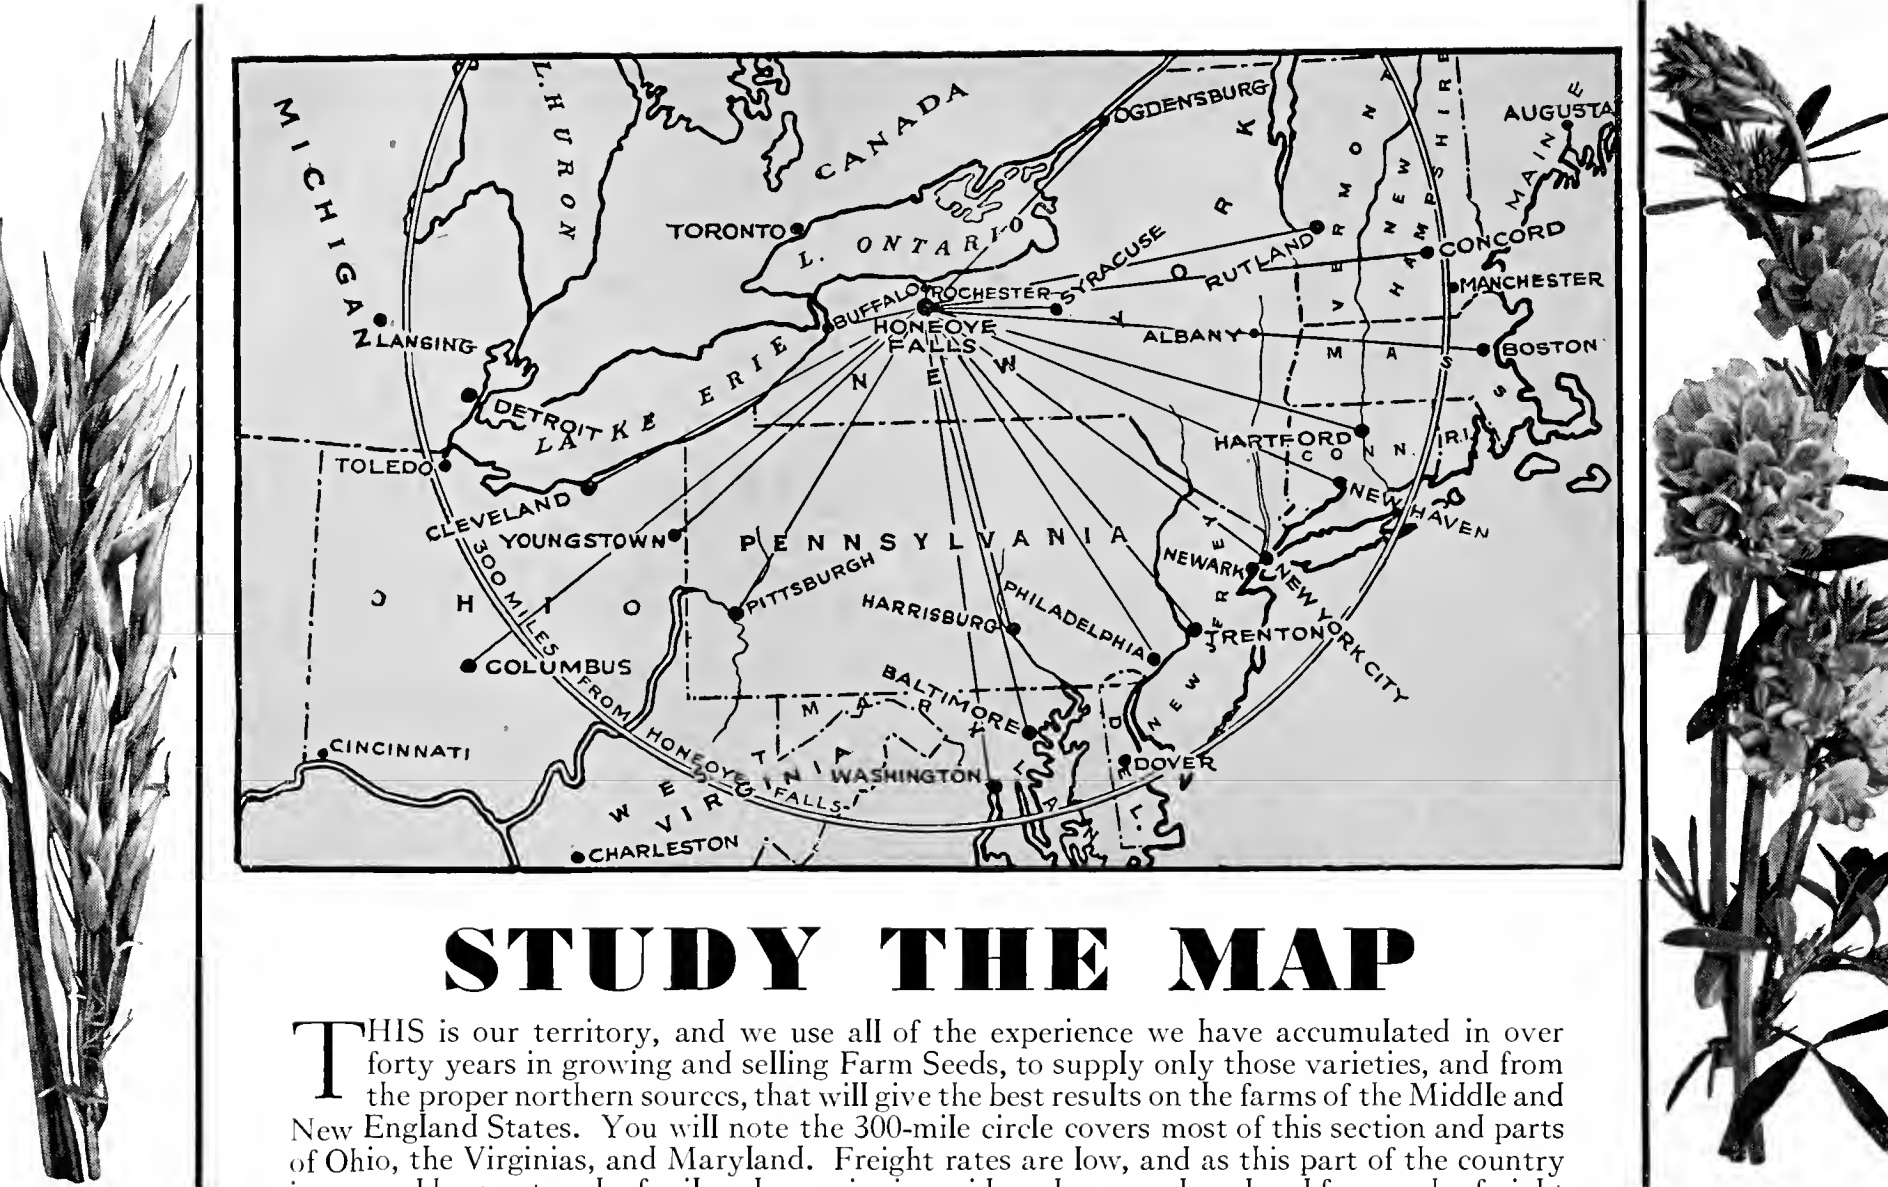 MICHIGAN
L. HURON
CANADA
OGDENSBURG
AUGUSTA
MAINE
VERMONT
NEW HAMPSHIRE
TORONTO
L. ONTARIO
NEW YORK
SYRACUSE
RUTLAND
CONCORD
MANCHESTER
BUFFALO
ROCHESTER
HONEOYE
FALLS
ALBANY
BOSTON
MASS
LANSING
DETROIT
LAKE ERIE
HARTFORD
CONN.
R.I.
TOLEDO
CLEVELAND
YOUNGSTOWN
PENNSYLVANIA
NEW HAVEN
NEWARK
NEW YORK CITY
PITTSBURGH
HARRISBURG
PHILADELPHIA
TRENTON
NEW JERSEY
OHIO
COLUMBUS
300 MILES FROM HONEOYE FALLS
BALTIMORE
MARYLA
DEL.
DOVER
CINCINNATI
WEST
VIRGINIA
WASHINGTON
CHARLESTON
STUDY THE MAP
THIS is our territory, and we use all of the experience we have accumulated in over
forty years in growing and selling Farm Seeds, to supply only those varieties, and from
the proper northern sources, that will give the best results on the farms of the Middle and
New England States. You will note the 300-mile circle covers most of this section and parts
of Ohio, the Virginias, and Maryland. Freight rates are low, and as this part of the country